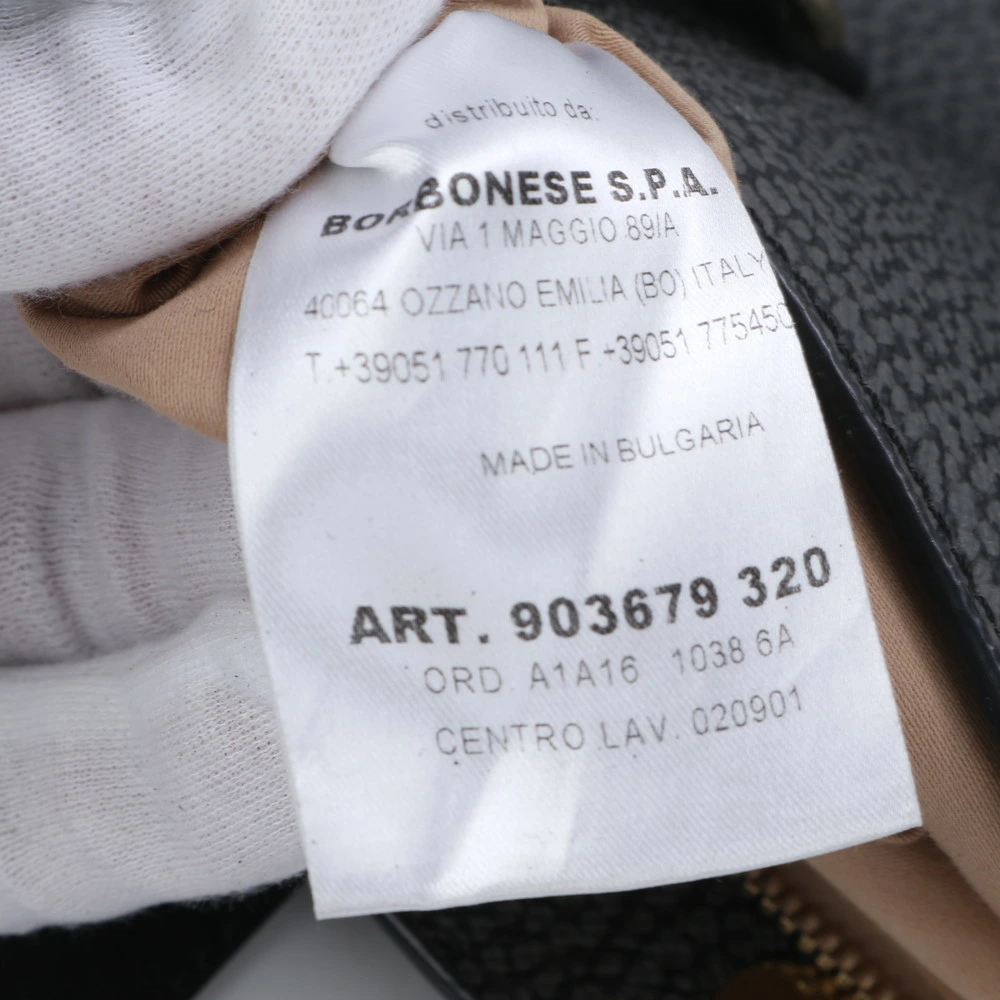 distribuito da:
BORBONESE S.P.A.
VIA 1 MAGGIO 89/A
40064 OZZANO EMILIA (BO) ITALY
T.+39051 770 111 F +39051 775450
MADE IN BULGARIA
ART. 903679 320
ORD A1A16 1038 6A
CENTRO LAV. 020901